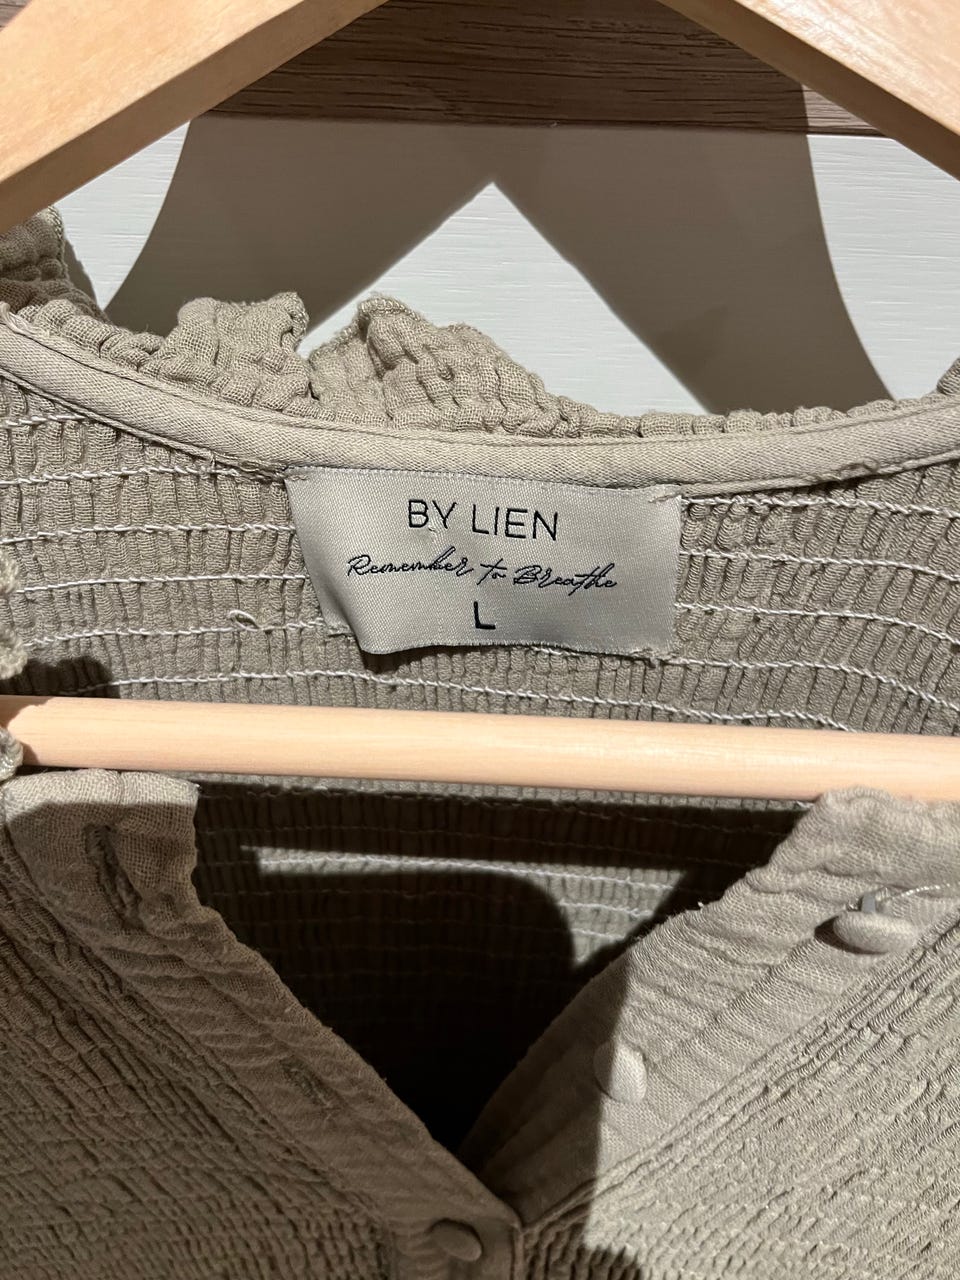 BY LIEN
Remember to Breathe
L